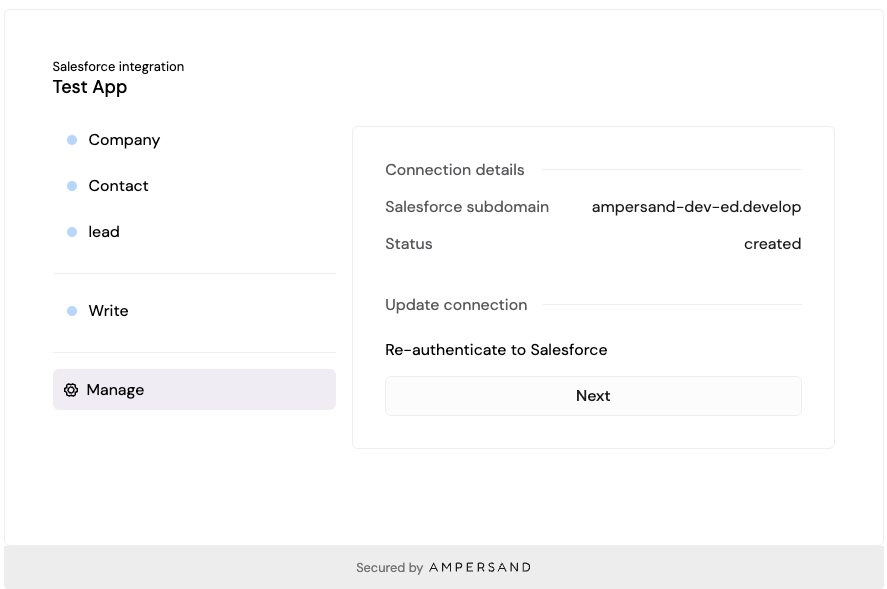 Salesforce integration
Test App
Company
Contact
lead
Write
Manage
Connection details
Salesforce subdomain ampersand-dev-ed.develop
Status created
Update connection
Re-authenticate to Salesforce
Next
Secured by AMPERSAND